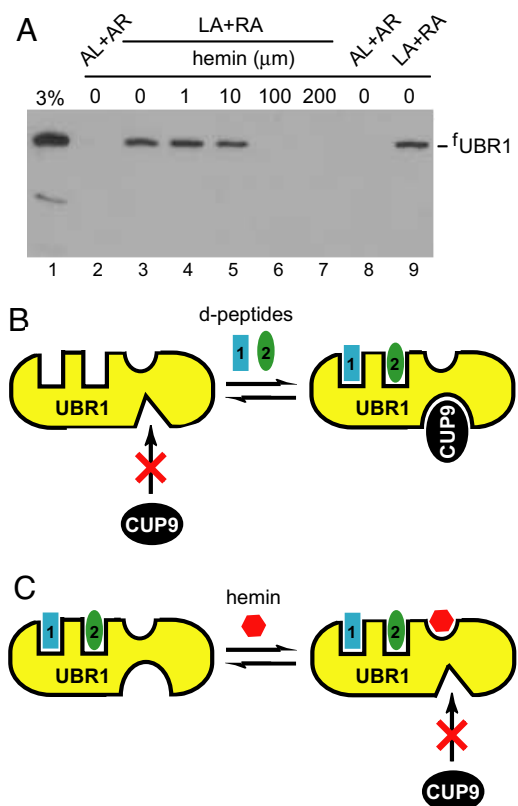 A
AL+AR
LA+RA
AL+AR
LA+RA
hemin (μm)
3% 0 0 1 10 100 200 0 0
fUBR1
1 2 3 4 5 6 7 8 9
B
d-peptides
1 2
1 2
UBR1
UBR1
CUP9
CUP9
C
hemin
1 2
1 2
UBR1
UBR1
CUP9